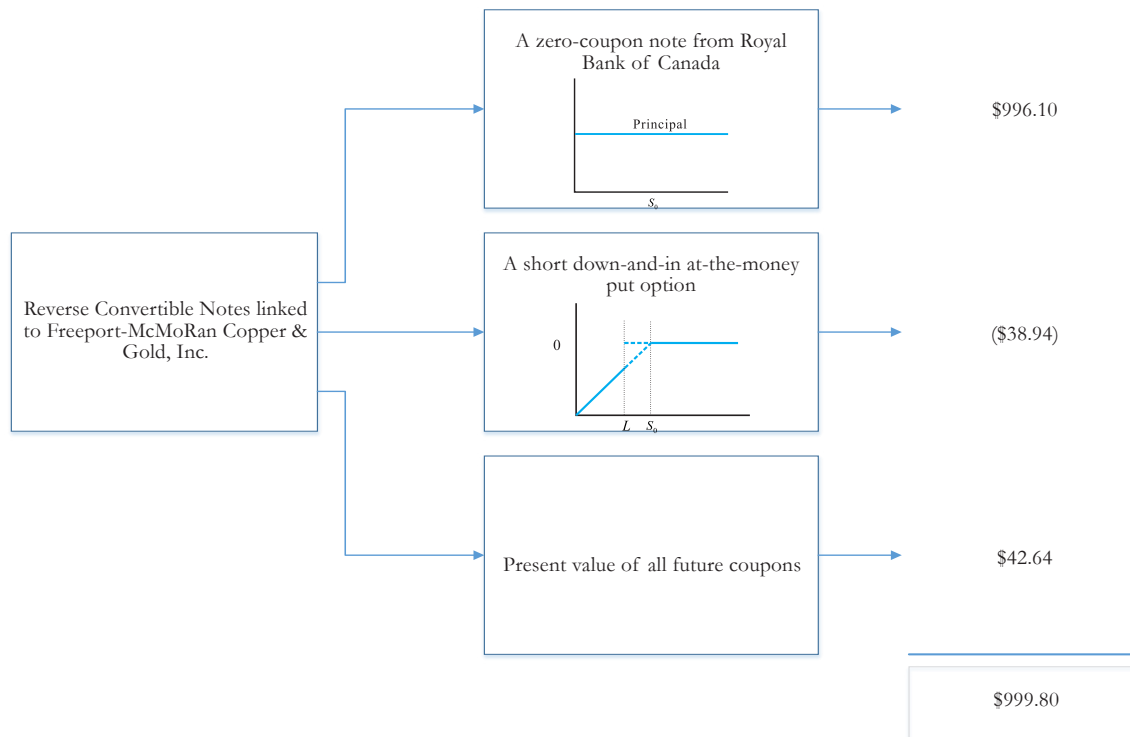 A zero-coupon note from Royal
Bank of Canada
Principal
S₀
$996.10
Reverse Convertible Notes linked
to Freeport-McMoRan Copper &
Gold, Inc.
A short down-and-in at-the-money
put option
0
L S₀
($38.94)
Present value of all future coupons
$42.64
$999.80